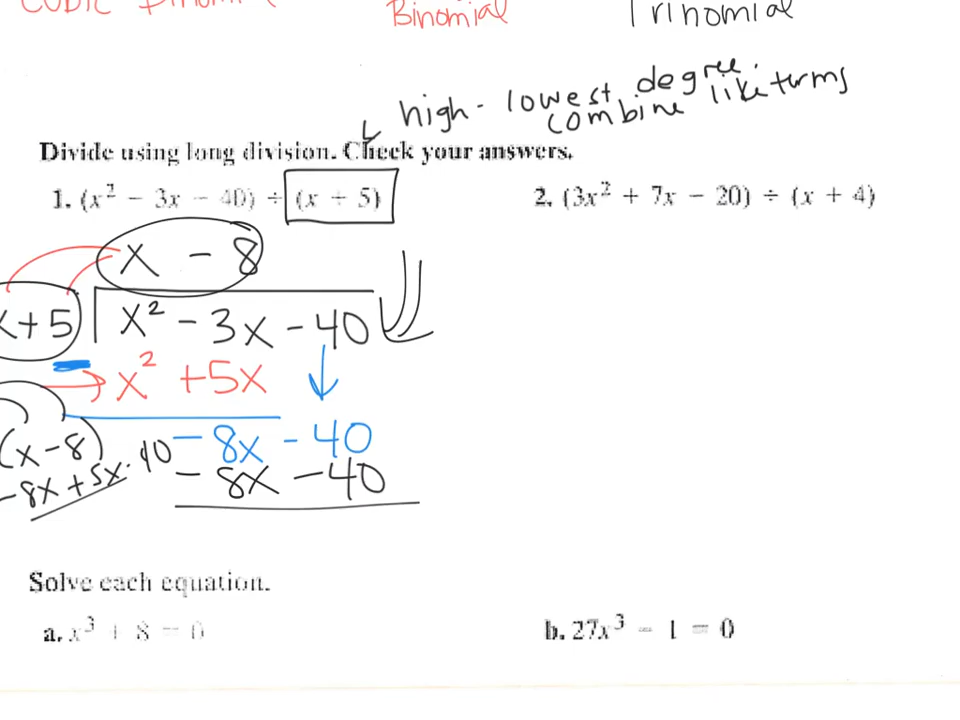 CUBIC Binomial
Binomial
Trinomial
high - lowest degree.
combine like terms
Divide using long division. Check your answers.
1. (x² − 3x − 40) ÷ (x + 5)
2. (3x² + 7x − 20) ÷ (x + 4)
x − 8
x + 5
x² − 3x − 40
x² + 5x
− 8x − 40
(x − 8)
− 8x + 5x - 40
− 8x − 40
Solve each equation.
a. x³ + 8 = 0
b. 27x³ − 1 = 0